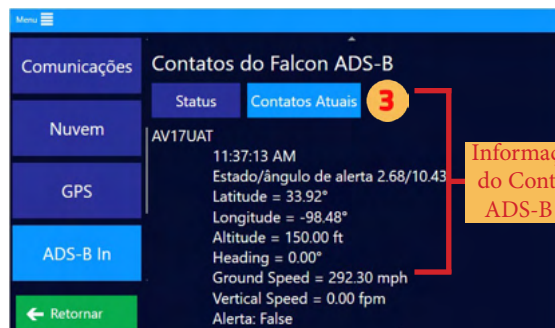 Menu
Comunicações
Nuvem
GPS
ADS-B In
Retornar
Contatos do Falcon ADS-B
Status
Contatos Atuais
3
AV17UAT
11:37:13 AM
Estado/ângulo de alerta 2.68/10.43
Latitude = 33.92°
Longitude = -98.48°
Altitude = 150.00 ft
Heading = 0.00°
Ground Speed = 292.30 mph
Vertical Speed = 0.00 fpm
Alerta: False
do
ADS-B